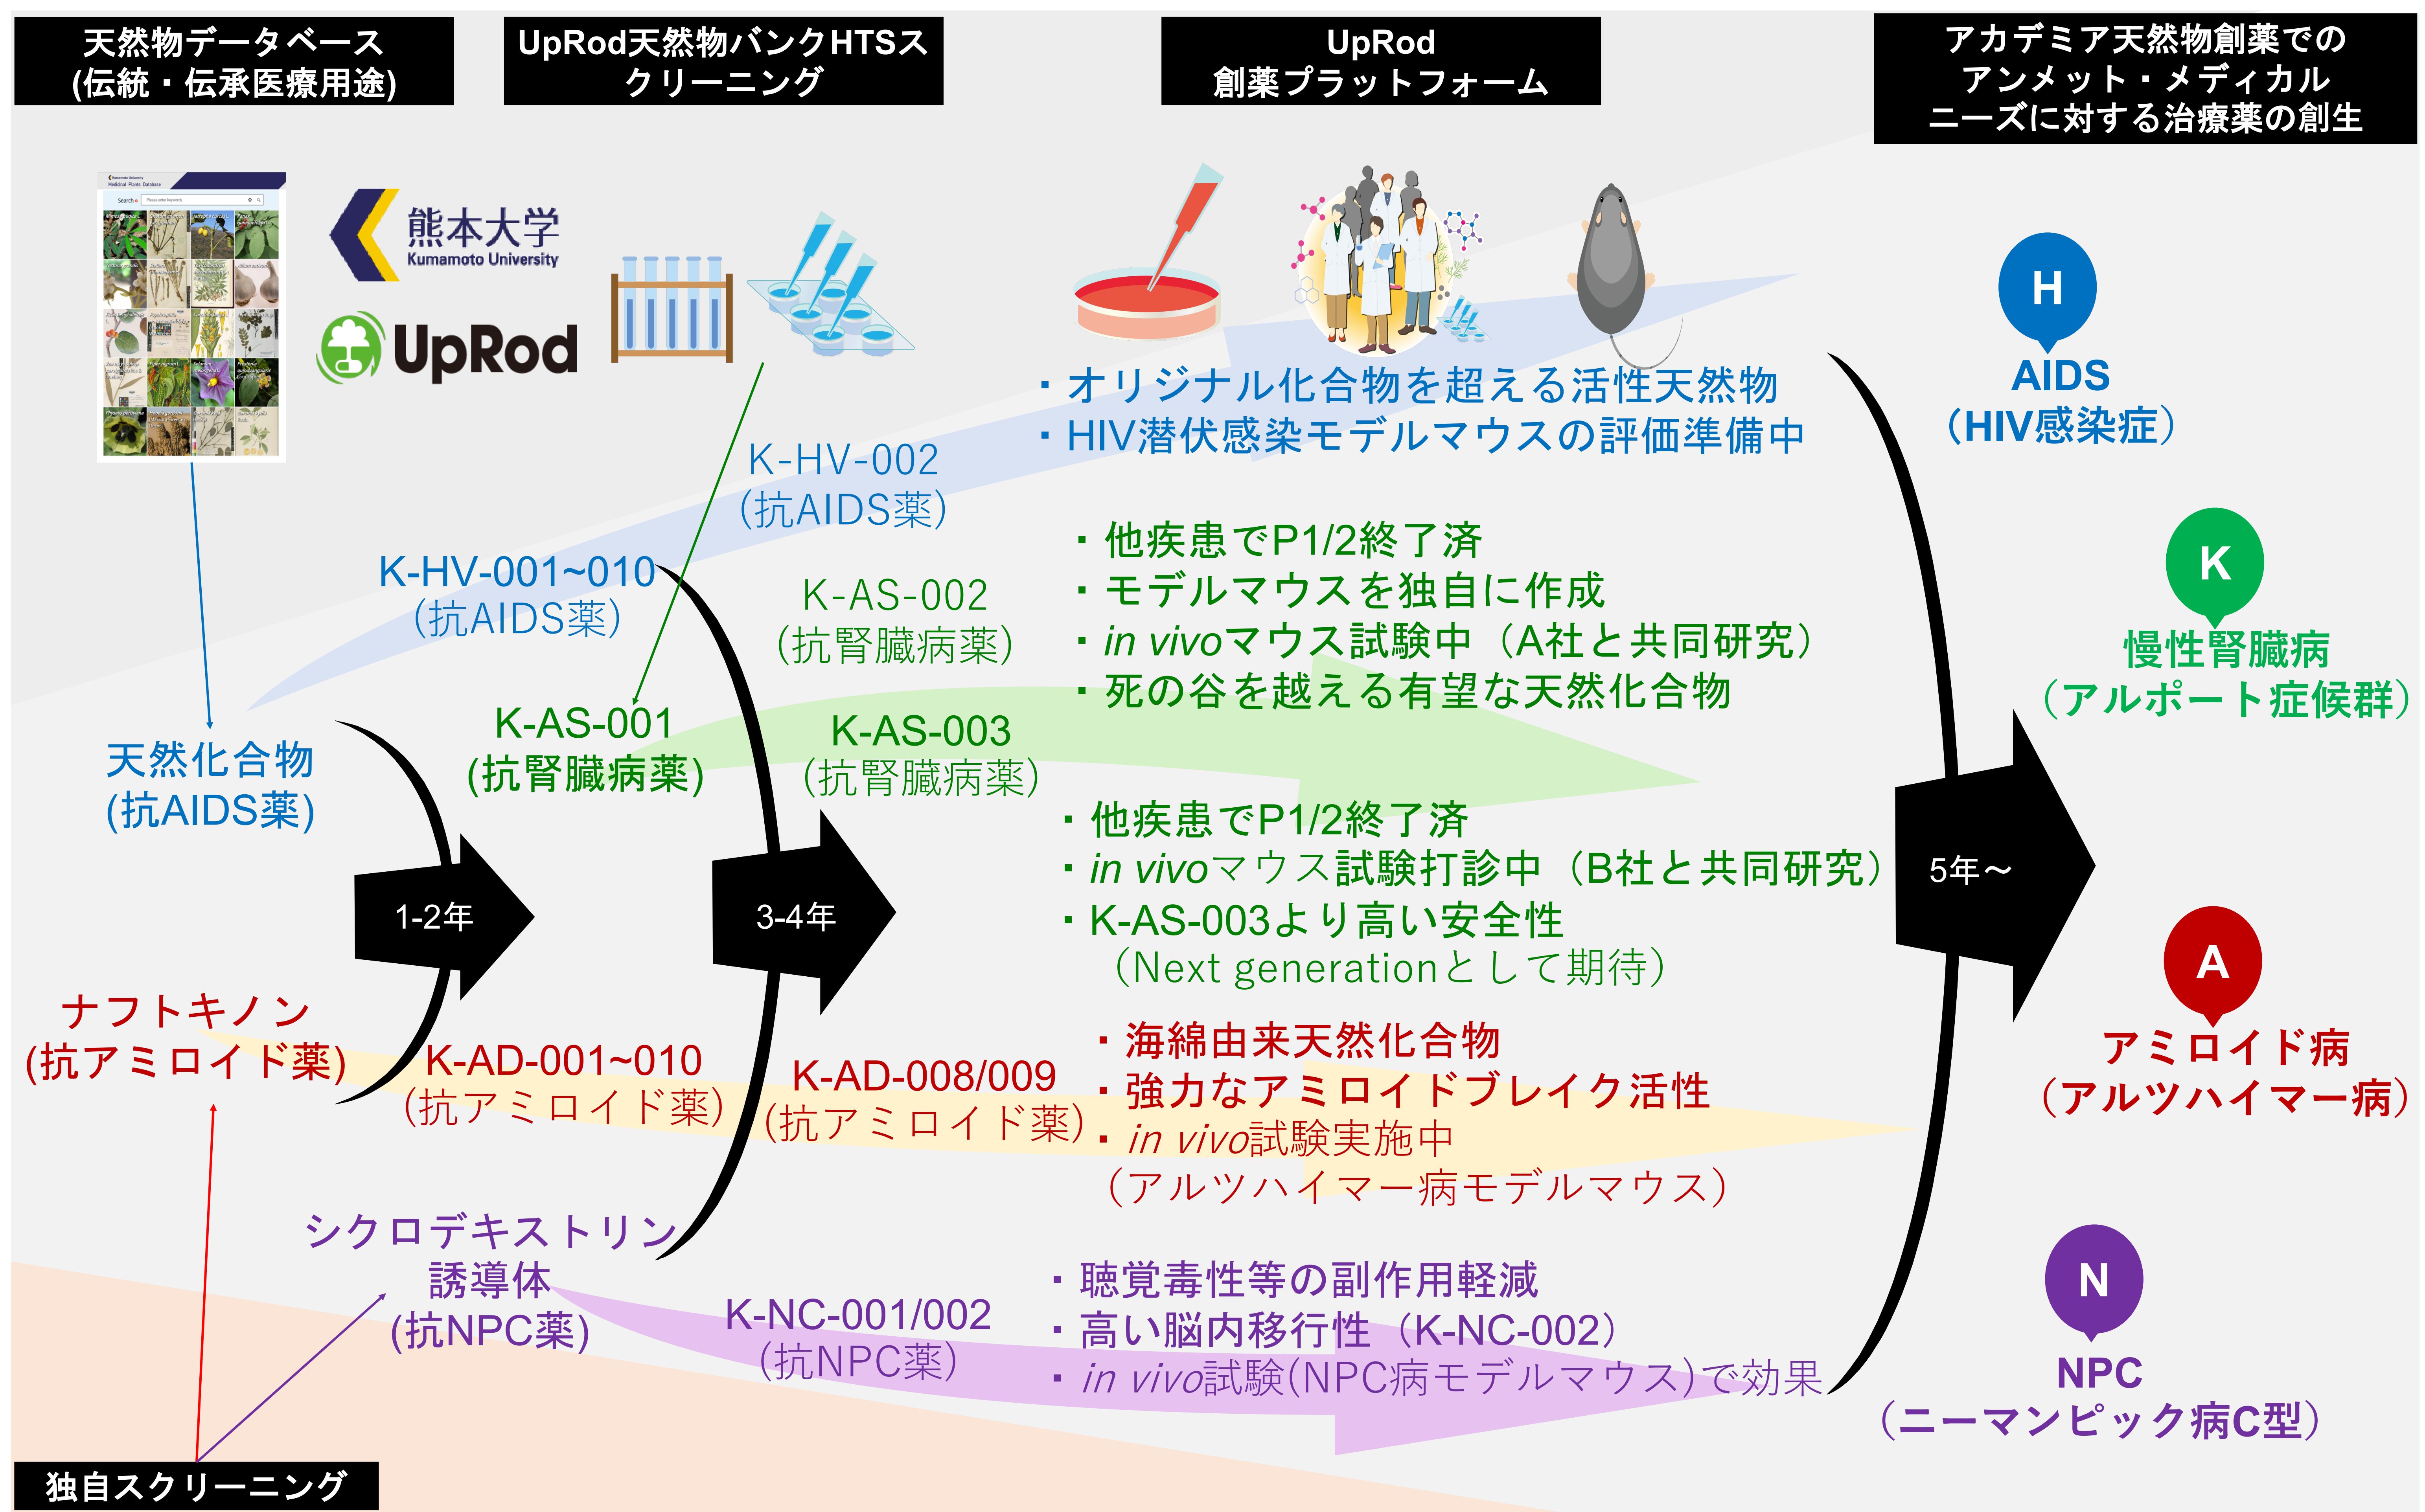 天然物データベース
(伝統・伝承医療用途)
UpRod天然物バンクHTSス
クリーニング
UpRod
創薬プラットフォーム
アカデミア天然物創薬での
アンメット・メディカル
ニーズに対する治療薬の創生
Kumamoto University
Medicinal Plants Database
Search
Please enter keywords
熊本大学
Kumamoto University
UpRod
・オリジナル化合物を超える活性天然物
・HIV潜伏感染モデルマウスの評価準備中
H
AIDS
（HIV感染症）
K-HV-002
(抗AIDS薬)
K-HV-001~010
(抗AIDS薬)
K-AS-002
(抗腎臓病薬)
・他疾患でP1/2終了済
・モデルマウスを独自に作成
・in vivoマウス試験中（A社と共同研究）
・死の谷を越える有望な天然化合物
K
慢性腎臓病
（アルポート症候群）
天然化合物
(抗AIDS薬)
K-AS-001
(抗腎臓病薬)
K-AS-003
(抗腎臓病薬)
・他疾患でP1/2終了済
・in vivoマウス試験打診中（B社と共同研究）
・K-AS-003より高い安全性
（Next generationとして期待）
1-2年
3-4年
5年～
ナフトキノン
(抗アミロイド薬)
K-AD-001~010
(抗アミロイド薬)
K-AD-008/009
(抗アミロイド薬)
・海綿由来天然化合物
・強力なアミロイドブレイク活性
・in vivo試験実施中
（アルツハイマー病モデルマウス）
A
アミロイド病
（アルツハイマー病）
シクロデキストリン
誘導体
(抗NPC薬)
K-NC-001/002
(抗NPC薬)
・聴覚毒性等の副作用軽減
・高い脳内移行性（K-NC-002）
・in vivo試験(NPC病モデルマウス)で効果
N
NPC
（ニーマンピック病C型）
独自スクリーニング